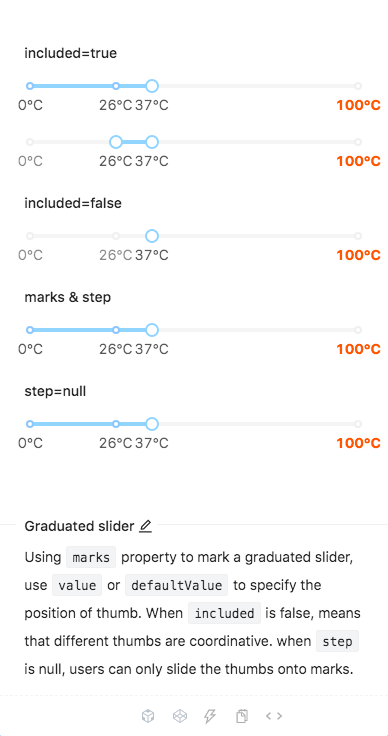 included=true
0°C 26°C 37°C 100°C
0°C 26°C 37°C 100°C
included=false
0°C 26°C 37°C 100°C
marks & step
0°C 26°C 37°C 100°C
step=null
0°C 26°C 37°C 100°C
Graduated slider
Using marks property to mark a graduated slider,
use value or defaultValue to specify the
position of thumb. When included is false, means
that different thumbs are coordinative. when step
is null, users can only slide the thumbs onto marks.